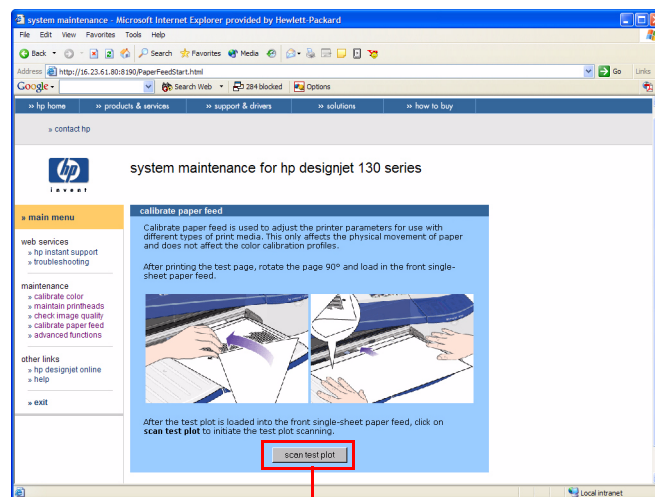 system maintenance - Microsoft Internet Explorer provided by Hewlett-Packard
File Edit View Favorites Tools Help
Back Search Favorites Media
Address http://16.23.61.80:8190/PaperFeedStart.html Go Links
Google Search Web 284 blocked Options
» hp home » products & services » support & drivers » solutions » how to buy
» contact hp
hp
invent
system maintenance for hp designjet 130 series
» main menu
web services
» hp instant support
» troubleshooting
maintenance
» calibrate color
» maintain printheads
» check image quality
» calibrate paper feed
» advanced functions
other links
» hp designjet online
» help
» exit
calibrate paper feed
Calibrate paper feed is used to adjust the printer parameters for use with
different types of print media. This only affects the physical movement of paper
and does not affect the color calibration profiles.
After printing the test page, rotate the page 90º and load in the front single-
sheet paper feed.
After the test plot is loaded into the front single-sheet paper feed, click on
scan test plot to initiate the test plot scanning.
scan test plot
Local intranet